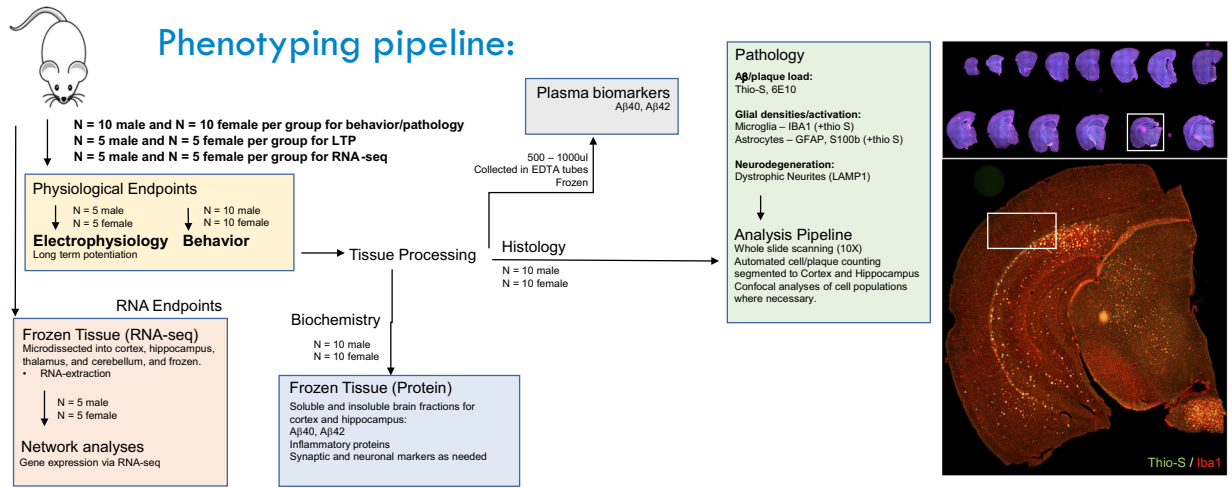 Phenotyping pipeline:
N = 10 male and N = 10 female per group for behavior/pathology
N = 5 male and N = 5 female per group for LTP
N = 5 male and N = 5 female per group for RNA-seq
Physiological Endpoints
N = 5 male
N = 5 female
Electrophysiology
Long term potentiation
N = 10 male
N = 10 female
Behavior
RNA Endpoints
Frozen Tissue (RNA-seq)
Microdissected into cortex, hippocampus,
thalamus, and cerebellum, and frozen.
• RNA-extraction
N = 5 male
N = 5 female
Network analyses
Gene expression via RNA-seq
Tissue Processing
Biochemistry
N = 10 male
N = 10 female
Frozen Tissue (Protein)
Soluble and insoluble brain fractions for
cortex and hippocampus:
Aβ40, Aβ42
Inflammatory proteins
Synaptic and neuronal markers as needed
Plasma biomarkers
Aβ40, Aβ42
500 – 1000ul
Collected in EDTA tubes
Frozen
Histology
N = 10 male
N = 10 female
Pathology
Aβ/plaque load:
Thio-S, 6E10
Glial densities/activation:
Microglia – IBA1 (+thio S)
Astrocytes – GFAP, S100b (+thio S)
Neurodegeneration:
Dystrophic Neurites (LAMP1)
Analysis Pipeline
Whole slide scanning (10X)
Automated cell/plaque counting
segmented to Cortex and Hippocampus
Confocal analyses of cell populations
where necessary.
Thio-S / Iba1